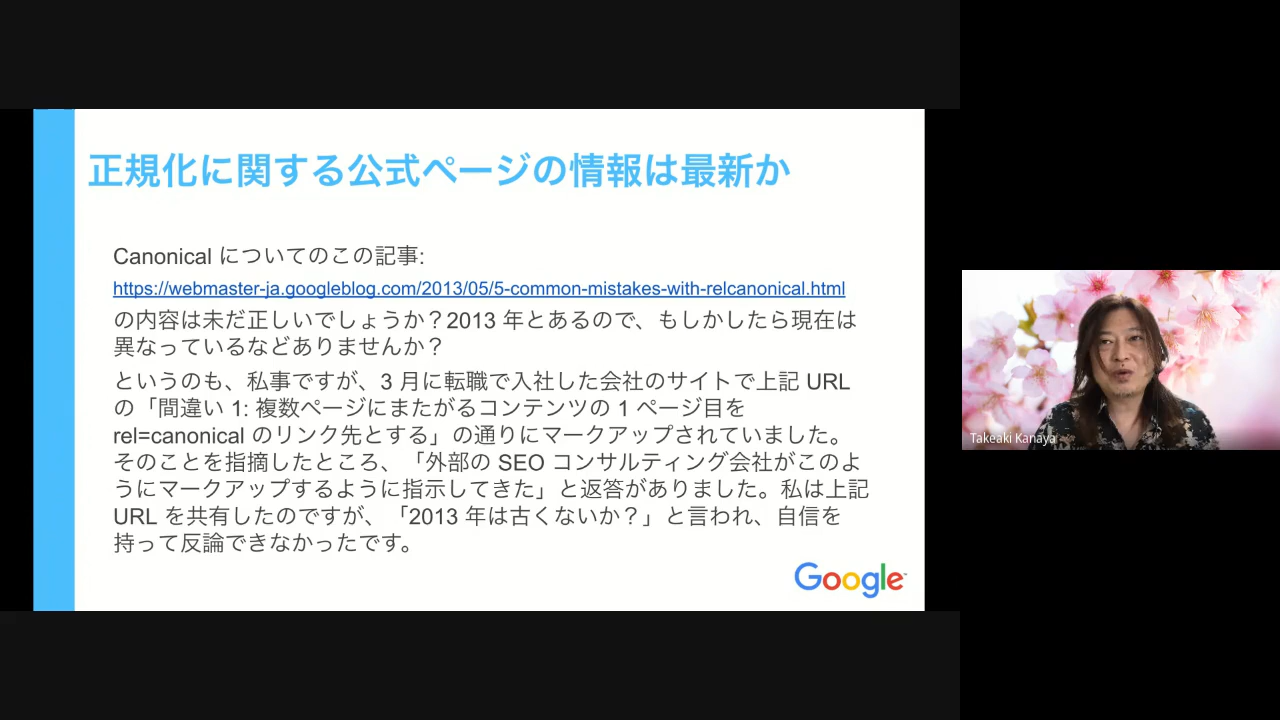 正規化に関する公式ページの情報は最新か
Canonical についてのこの記事:
https://webmaster-ja.googleblog.com/2013/05/5-common-mistakes-with-relcanonical.html
の内容は未だ正しいでしょうか？2013 年とあるので、もしかしたら現在は
異なっているなどありませんか？
というのも、私事ですが、3 月に転職で入社した会社のサイトで上記 URL
の「間違い 1: 複数ページにまたがるコンテンツの 1 ページ目を
rel=canonical のリンク先とする」の通りにマークアップされていました。
そのことを指摘したところ、「外部の SEO コンサルティング会社がこのよ
うにマークアップするように指示してきた」と返答がありました。私は上記
URL を共有したのですが、「2013 年は古くないか？」と言われ、自信を
持って反論できなかったです。
Google
Takeaki Kanaya